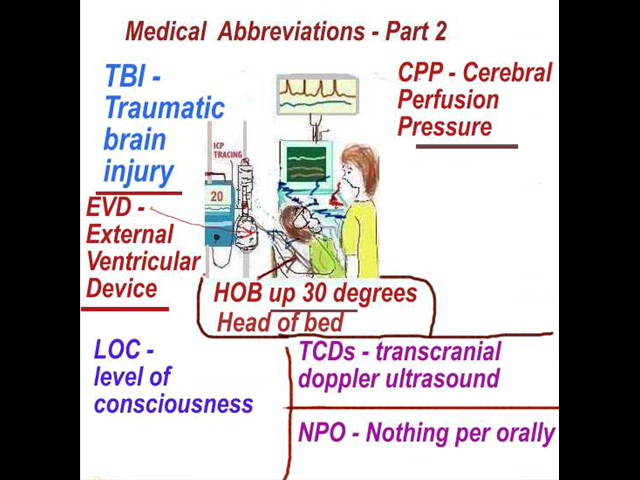 Medical Abbreviations - Part 2
TBI -
Traumatic
brain
injury
CPP - Cerebral
Perfusion
Pressure
ICP
TRACING
20
EVD -
External
Ventricular
Device
HOB up 30 degrees
Head of bed
LOC -
level of
consciousness
TCDs - transcranial
doppler ultrasound
NPO - Nothing per orally